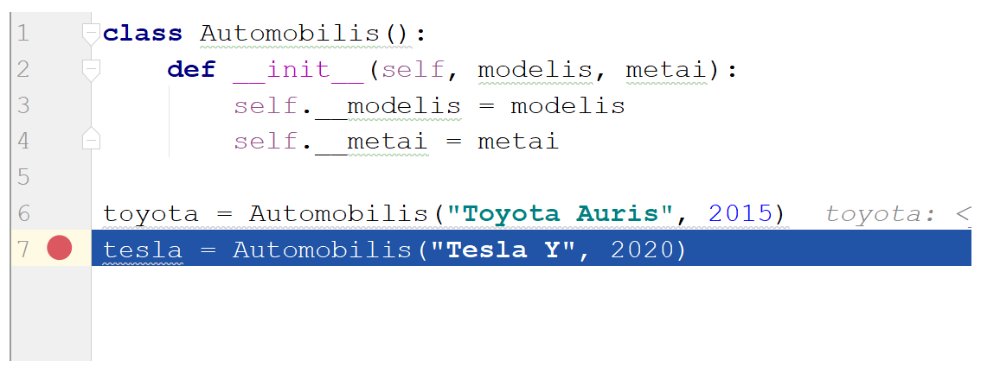 1 class Automobilis():
2     def __init__(self, modelis, metai):
3         self.__modelis = modelis
4         self.__metai = metai
5
6 toyota = Automobilis("Toyota Auris", 2015)  toyota: <
7 tesla = Automobilis("Tesla Y", 2020)